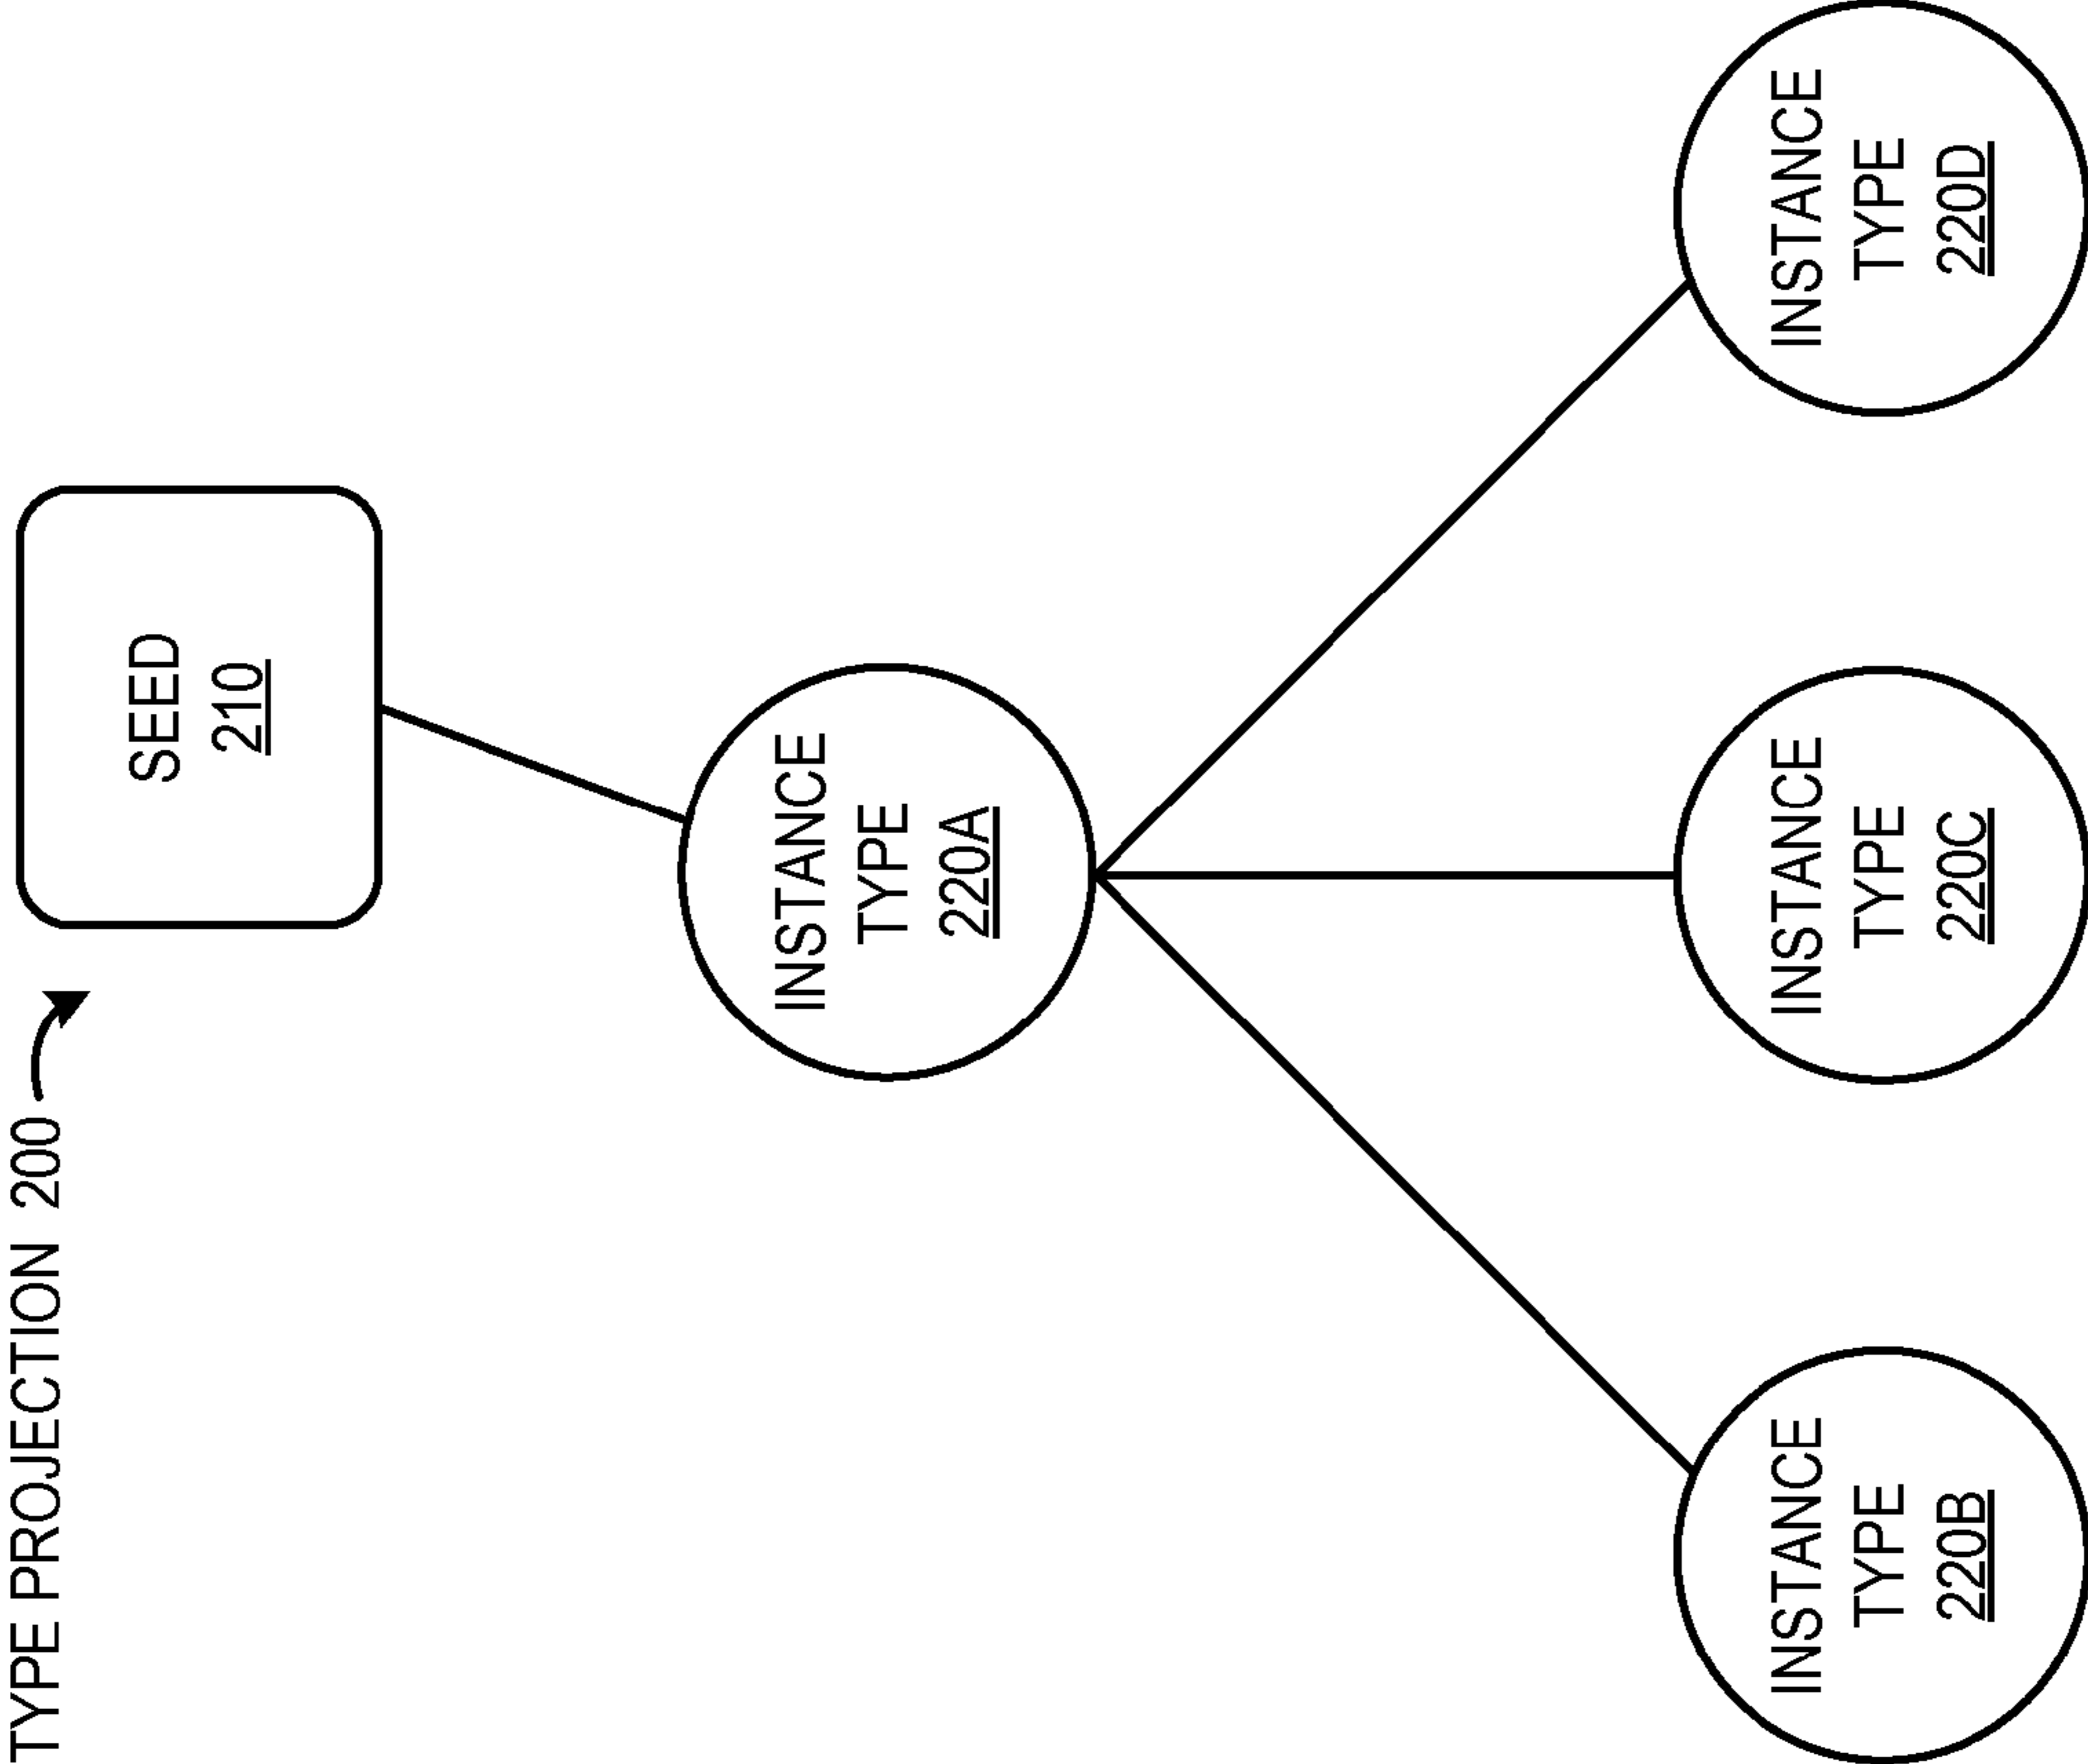 TYPE PROJECTION 200
SEED
210
INSTANCE
TYPE
220A
INSTANCE
TYPE
220B
INSTANCE
TYPE
220C
INSTANCE
TYPE
220D